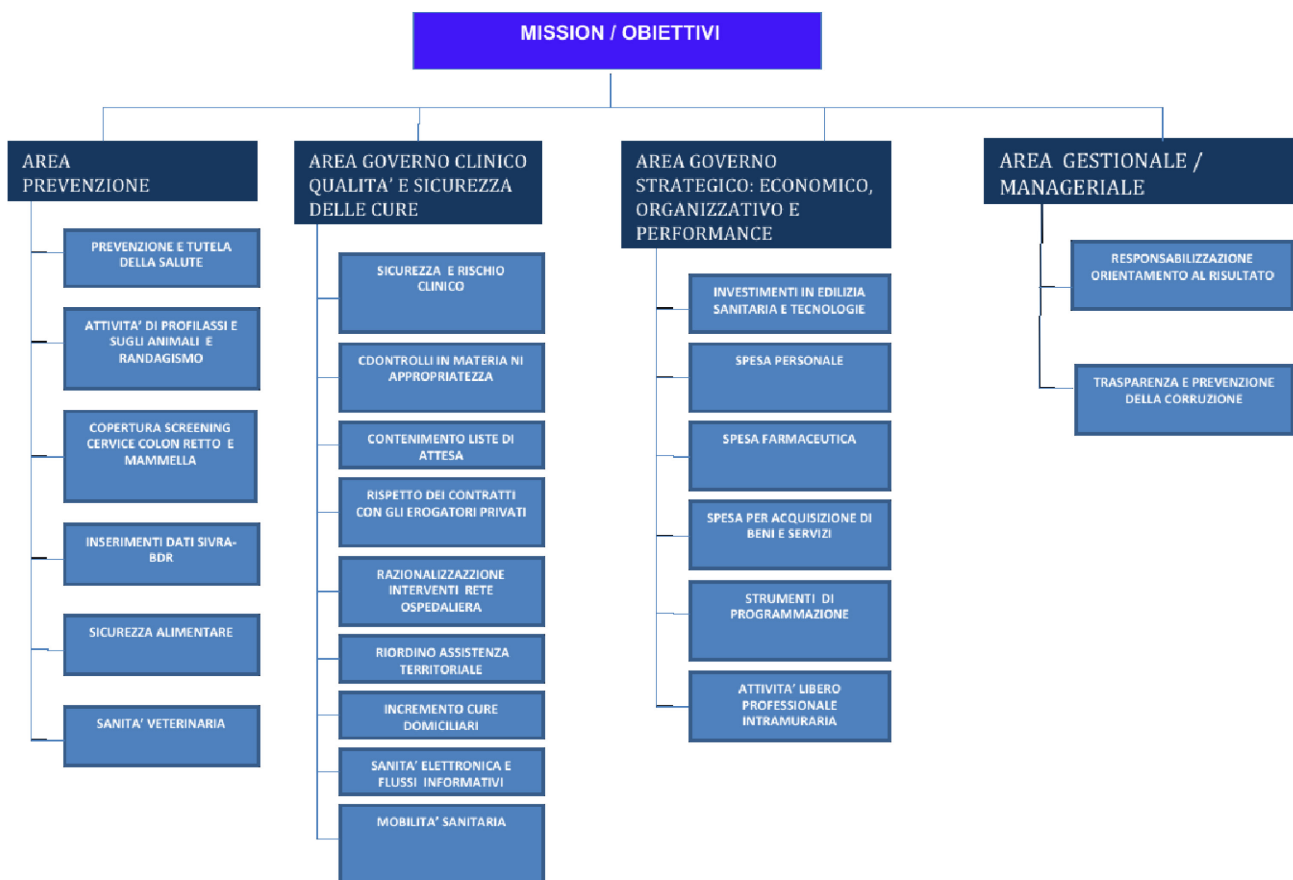 MISSION / OBIETTIVI
AREA
PREVENZIONE
PREVENZIONE E TUTELA
DELLA SALUTE
ATTIVITA’ DI PROFILASSI E
SUGLI ANIMALI E
RANDAGISMO
COPERTURA SCREENING
CERVICE COLON RETTO E
MAMMELLA
INSERIMENTI DATI SIVRA-
BDR
SICUREZZA ALIMENTARE
SANITA’ VETERINARIA
AREA GOVERNO CLINICO
QUALITA’ E SICUREZZA
DELLE CURE
SICUREZZA E RISCHIO
CLINICO
CDONTROLLI IN MATERIA NI
APPROPRIATEZZA
CONTENIMENTO LISTE DI
ATTESA
RISPETTO DEI CONTRATTI
CON GLI EROGATORI PRIVATI
RAZIONALIZZAZZIONE
INTERVENTI RETE
OSPEDALIERA
RIORDINO ASSISTENZA
TERRITORIALE
INCREMENTO CURE
DOMICILIARI
SANITA’ ELETTRONICA E
FLUSSI INFORMATIVI
MOBILITA’ SANITARIA
AREA GOVERNO
STRATEGICO: ECONOMICO,
ORGANIZZATIVO E
PERFORMANCE
INVESTIMENTI IN EDILIZIA
SANITARIA E TECNOLOGIE
SPESA PERSONALE
SPESA FARMACEUTICA
SPESA PER ACQUISIZIONE DI
BENI E SERVIZI
STRUMENTI DI
PROGRAMMAZIONE
ATTIVITA’ LIBERO
PROFESSIONALE
INTRAMURARIA
AREA GESTIONALE /
MANAGERIALE
RESPONSABILIZZAZIONE
ORIENTAMENTO AL RISULTATO
TRASPARENZA E PREVENZIONE
DELLA CORRUZIONE